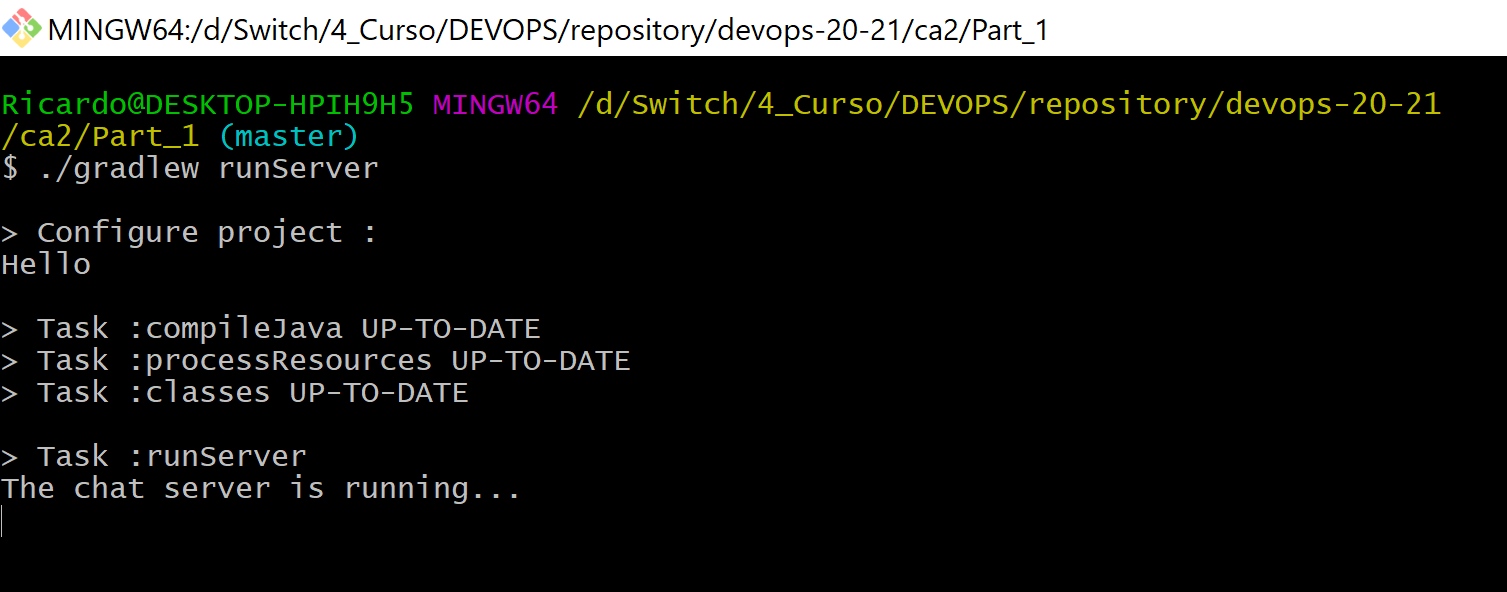 MINGW64:/d/Switch/4_Curso/DEVOPS/repository/devops-20-21/ca2/Part_1
Ricardo@DESKTOP-HPIH9H5 MINGW64 /d/Switch/4_Curso/DEVOPS/repository/devops-20-21
/ca2/Part_1 (master)
$ ./gradlew runServer
> Configure project :
Hello
> Task :compileJava UP-TO-DATE
> Task :processResources UP-TO-DATE
> Task :classes UP-TO-DATE
> Task :runServer
The chat server is running...